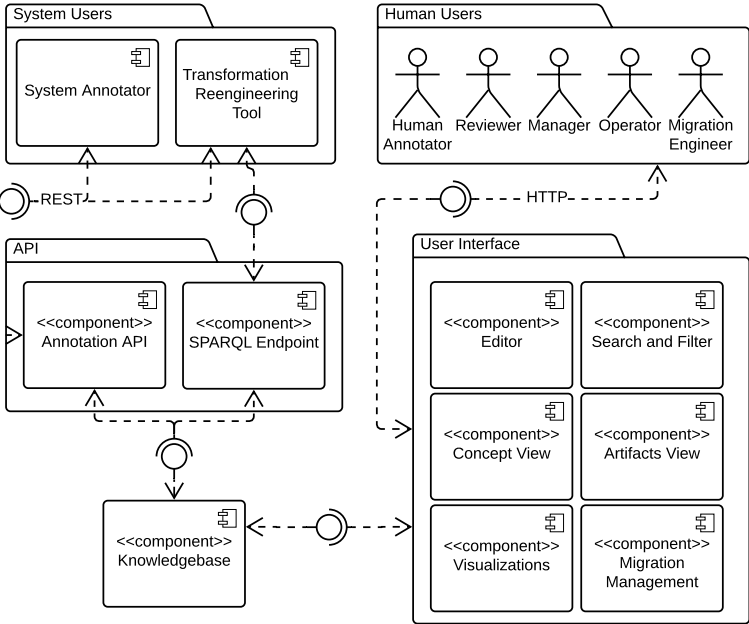 System Users
System Annotator
Transformation
Reengineering
Tool
Human Users
Human
Annotator
Reviewer
Manager
Operator
Migration
Engineer
REST
HTTP
API
<<component>>
Annotation API
<<component>>
SPARQL Endpoint
User Interface
<<component>>
Editor
<<component>>
Search and Filter
<<component>>
Concept View
<<component>>
Artifacts View
<<component>>
Visualizations
<<component>>
Migration
Management
<<component>>
Knowledgebase